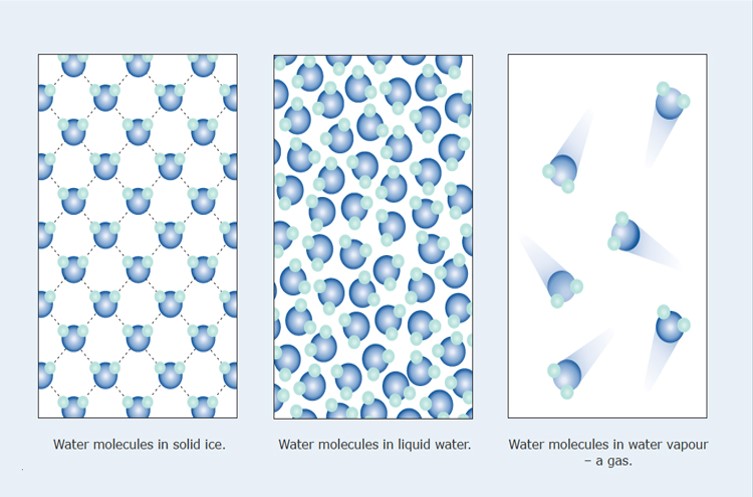 Water molecules in solid ice.
Water molecules in liquid water.
Water molecules in water vapour
– a gas.